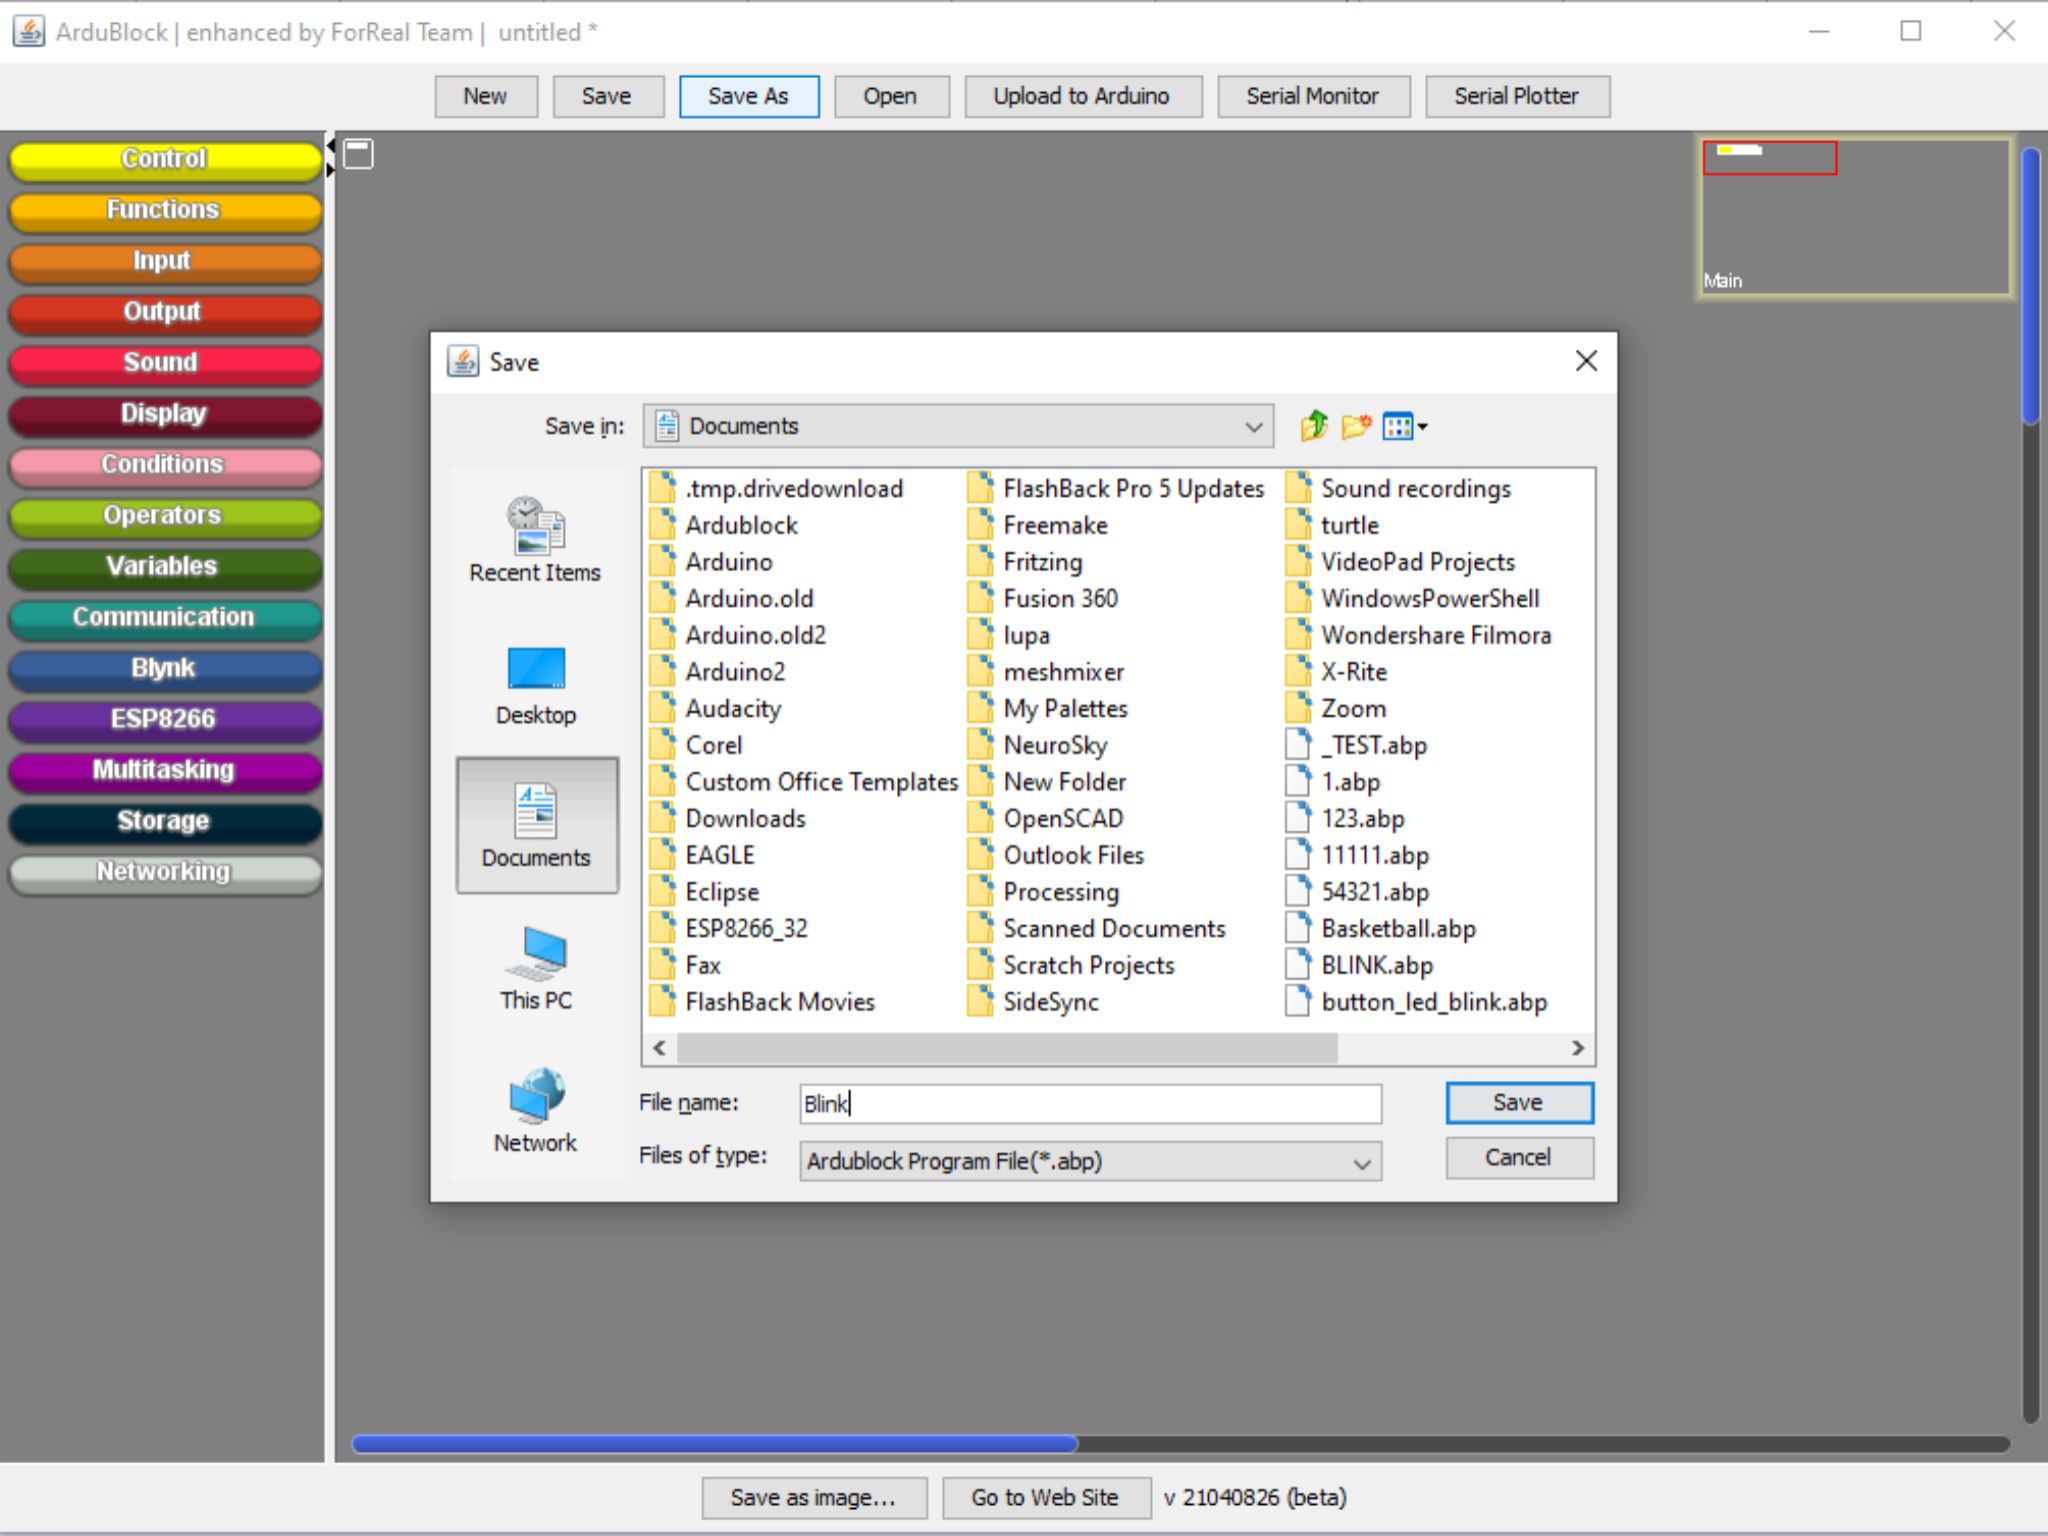 ArduBlock | enhanced by ForReal Team | untitled *
New Save Save As Open Upload to Arduino Serial Monitor Serial Plotter
Control
Functions
Input
Output
Sound
Display
Conditions
Operators
Variables
Communication
Blynk
ESP8266
Multitasking
Storage
Networking
Main
Save
Save in: Documents
Recent Items
Desktop
Documents
This PC
Network
.tmp.drivedownload
Ardublock
Arduino
Arduino.old
Arduino.old2
Arduino2
Audacity
Corel
Custom Office Templates
Downloads
EAGLE
Eclipse
ESP8266_32
Fax
FlashBack Movies
FlashBack Pro 5 Updates
Freemake
Fritzing
Fusion 360
lupa
meshmixer
My Palettes
NeuroSky
New Folder
OpenSCAD
Outlook Files
Processing
Scanned Documents
Scratch Projects
SideSync
Sound recordings
turtle
VideoPad Projects
WindowsPowerShell
Wondershare Filmora
X-Rite
Zoom
_TEST.abp
1.abp
123.abp
11111.abp
54321.abp
Basketball.abp
BLINK.abp
button_led_blink.abp
File name: Blink Save
Files of type: Ardublock Program File(*.abp) Cancel
Save as image... Go to Web Site v 21040826 (beta)